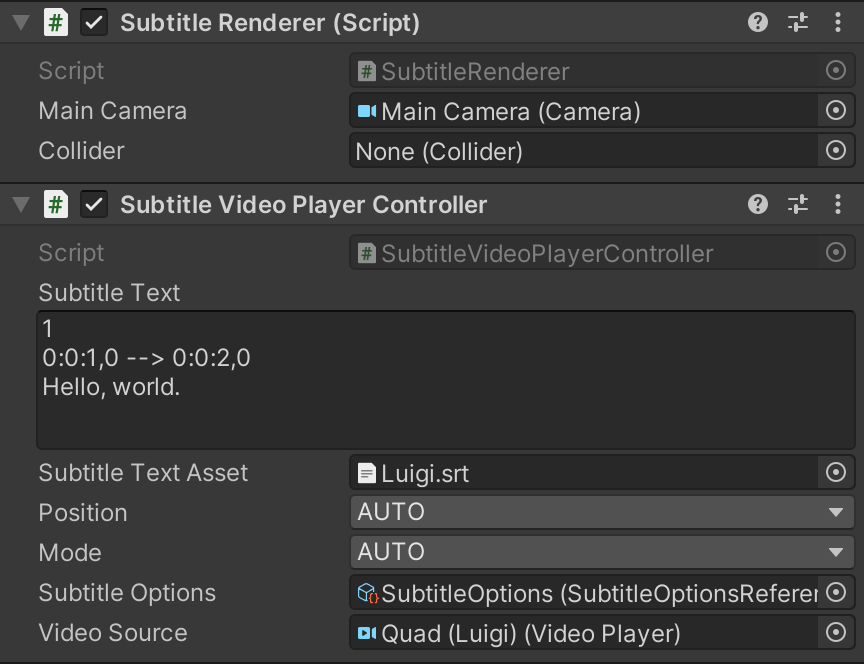 Subtitle Renderer (Script)
Script # SubtitleRenderer
Main Camera Main Camera (Camera)
Collider None (Collider)
# Subtitle Video Player Controller
Script # SubtitleVideoPlayerController
Subtitle Text
1
0:0:1,0 --> 0:0:2,0
Hello, world.
Subtitle Text Asset Luigi.srt
Position AUTO
Mode AUTO
Subtitle Options SubtitleOptions (SubtitleOptionsReferer
Video Source Quad (Luigi) (Video Player)